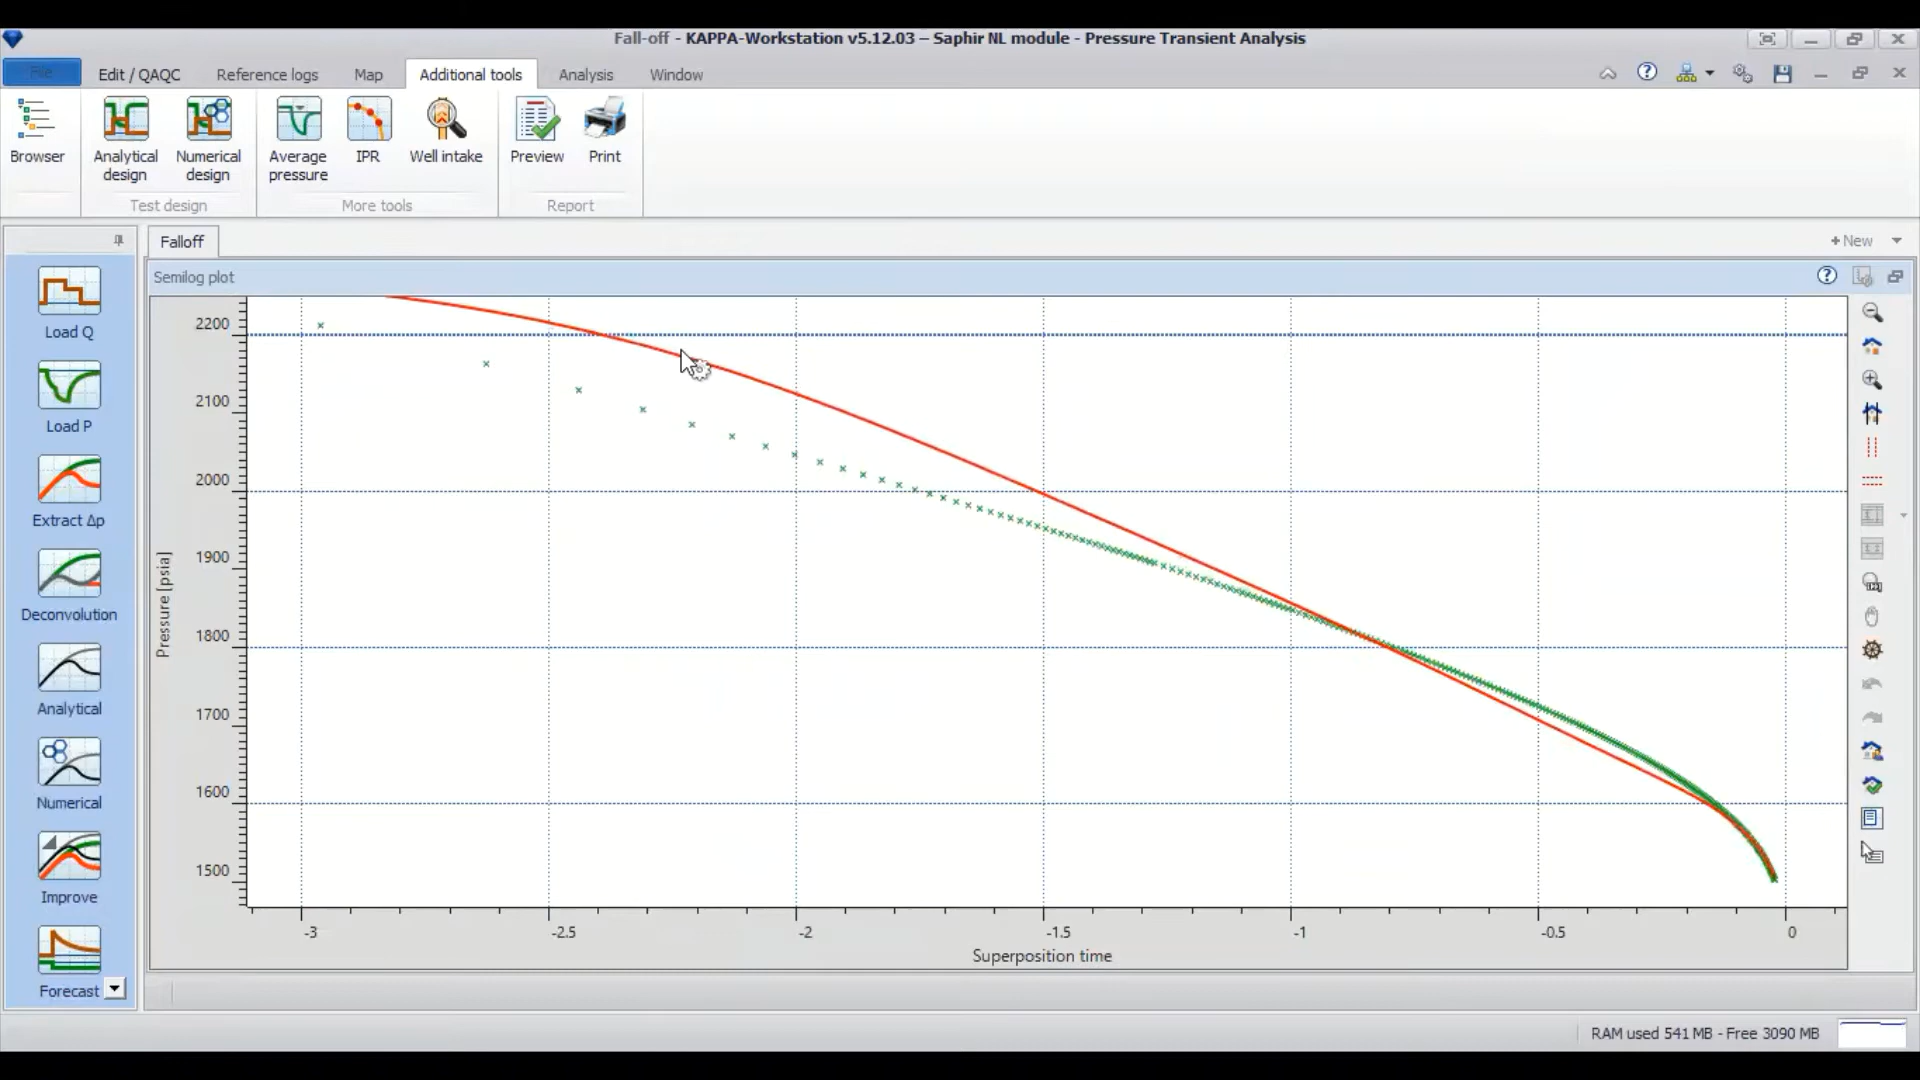 Fall-off - KAPPA-Workstation v5.12.03 – Saphir NL module - Pressure Transient Analysis
File
Edit / QAQC
Reference logs
Map
Additional tools
Analysis
Window
Browser
Analytical design
Numerical design
Average pressure
IPR
Well intake
Preview
Print
Test design
More tools
Report
Falloff
+ New
Semilog plot
Load Q
Load P
Extract Δp
Deconvolution
Analytical
Numerical
Improve
Forecast
2200
2100
2000
1900
1800
1700
1600
1500
Pressure [psia]
-3
-2.5
-2
-1.5
-1
-0.5
0
Superposition time
RAM used 541 MB - Free 3090 MB